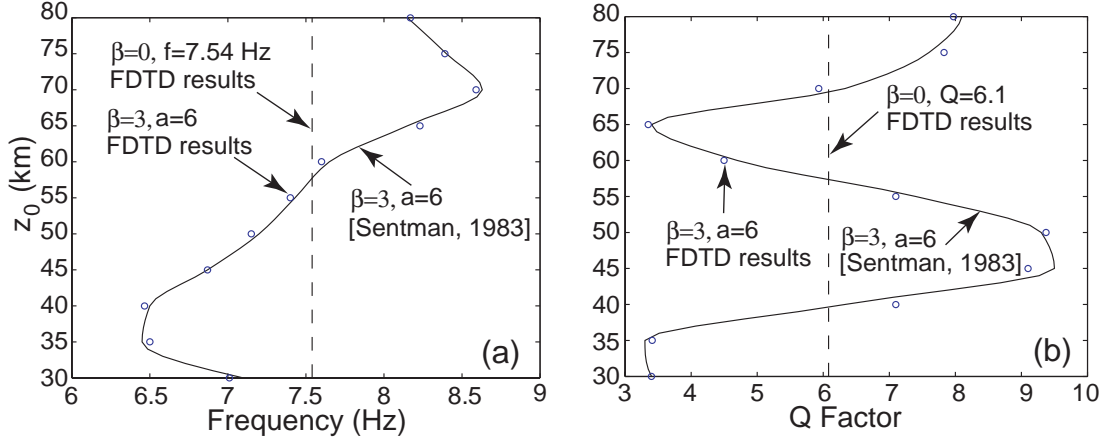 80
75
70
65
60
55
50
45
40
35
30
z₀ (km)
β=0, f=7.54 Hz
FDTD results
β=3, a=6
FDTD results
β=3, a=6
[Sentman, 1983]
(a)
6
6.5
7
7.5
8
8.5
9
Frequency (Hz)
80
75
70
65
60
55
50
45
40
35
30
β=0, Q=6.1
FDTD results
β=3, a=6
FDTD results
β=3, a=6
[Sentman, 1983]
(b)
3
4
5
6
7
8
9
10
Q Factor